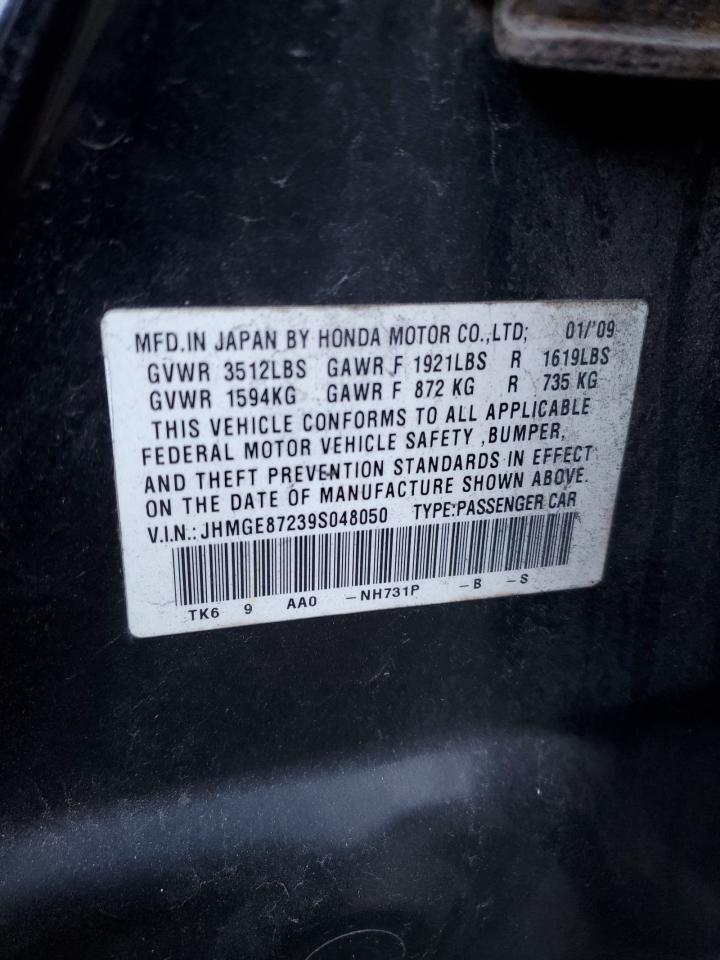 MFD.IN JAPAN BY HONDA MOTOR CO.,LTD; 01/'09
GVWR 3512LBS GAWR F 1921LBS R 1619LBS
GVWR 1594KG GAWR F 872 KG R 735 KG
THIS VEHICLE CONFORMS TO ALL APPLICABLE
FEDERAL MOTOR VEHICLE SAFETY ,BUMPER,
AND THEFT PREVENTION STANDARDS IN EFFECT
ON THE DATE OF MANUFACTURE SHOWN ABOVE.
V.I.N.: JHMGE87239S048050 TYPE:PASSENGER CAR
TK6 9 AA0 -NH731P -B -S